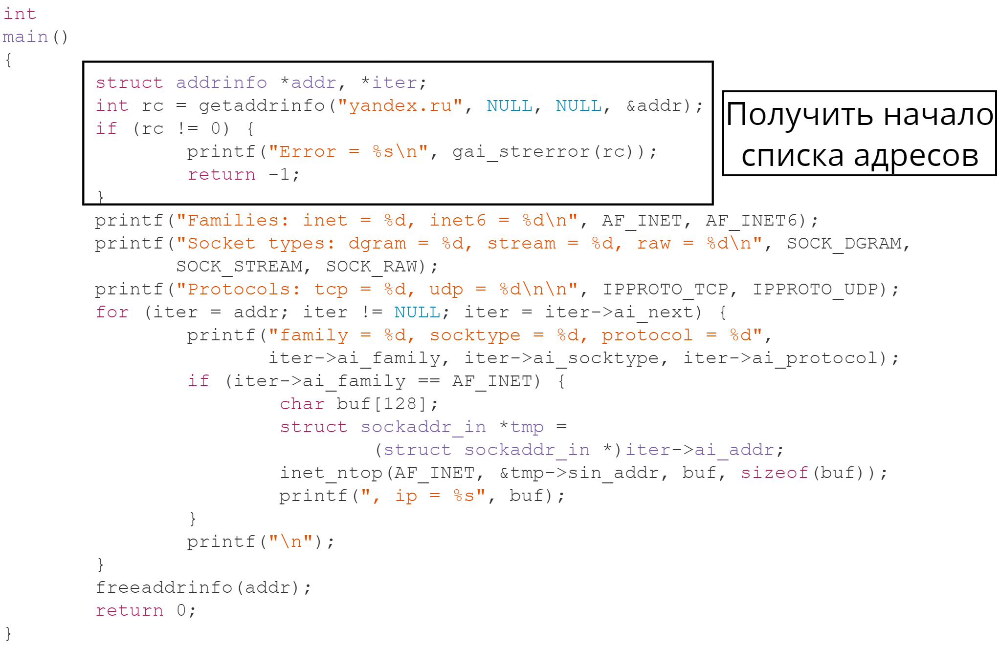 int
main()
{
struct addrinfo *addr, *iter;
int rc = getaddrinfo("yandex.ru", NULL, NULL, &addr);
if (rc != 0) {
printf("Error = %s\n", gai_strerror(rc));
return -1;
}
Получить начало
списка адресов
printf("Families: inet = %d, inet6 = %d\n", AF_INET, AF_INET6);
printf("Socket types: dgram = %d, stream = %d, raw = %d\n", SOCK_DGRAM,
SOCK_STREAM, SOCK_RAW);
printf("Protocols: tcp = %d, udp = %d\n\n", IPPROTO_TCP, IPPROTO_UDP);
for (iter = addr; iter != NULL; iter = iter->ai_next) {
printf("family = %d, socktype = %d, protocol = %d",
iter->ai_family, iter->ai_socktype, iter->ai_protocol);
if (iter->ai_family == AF_INET) {
char buf[128];
struct sockaddr_in *tmp =
(struct sockaddr_in *)iter->ai_addr;
inet_ntop(AF_INET, &tmp->sin_addr, buf, sizeof(buf));
printf(", ip = %s", buf);
}
printf("\n");
}
freeaddrinfo(addr);
return 0;
}